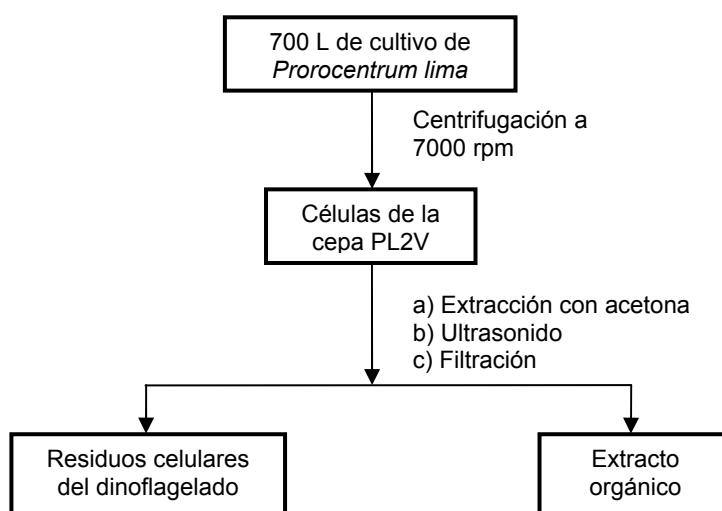 700 L de cultivo de
Prorocentrum lima
Centrifugación a
7000 rpm
Células de la
cepa PL2V
a) Extracción con acetona
b) Ultrasonido
c) Filtración
Residuos celulares
del dinoflagelado
Extracto
orgánico